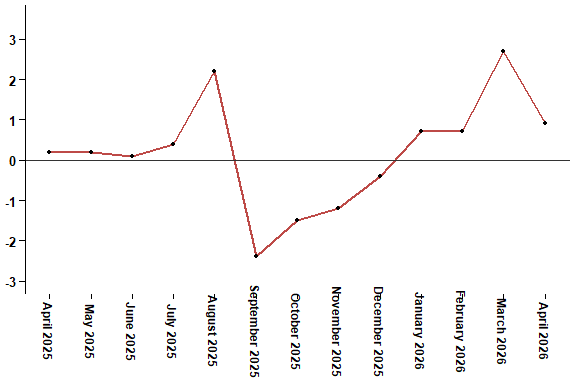 3
2
1
0
-1
-2
-3
April 2025
May 2025
June 2025
July 2025
August 2025
September 2025
October 2025
November 2025
December 2025
January 2026
February 2026
March 2026
April 2026